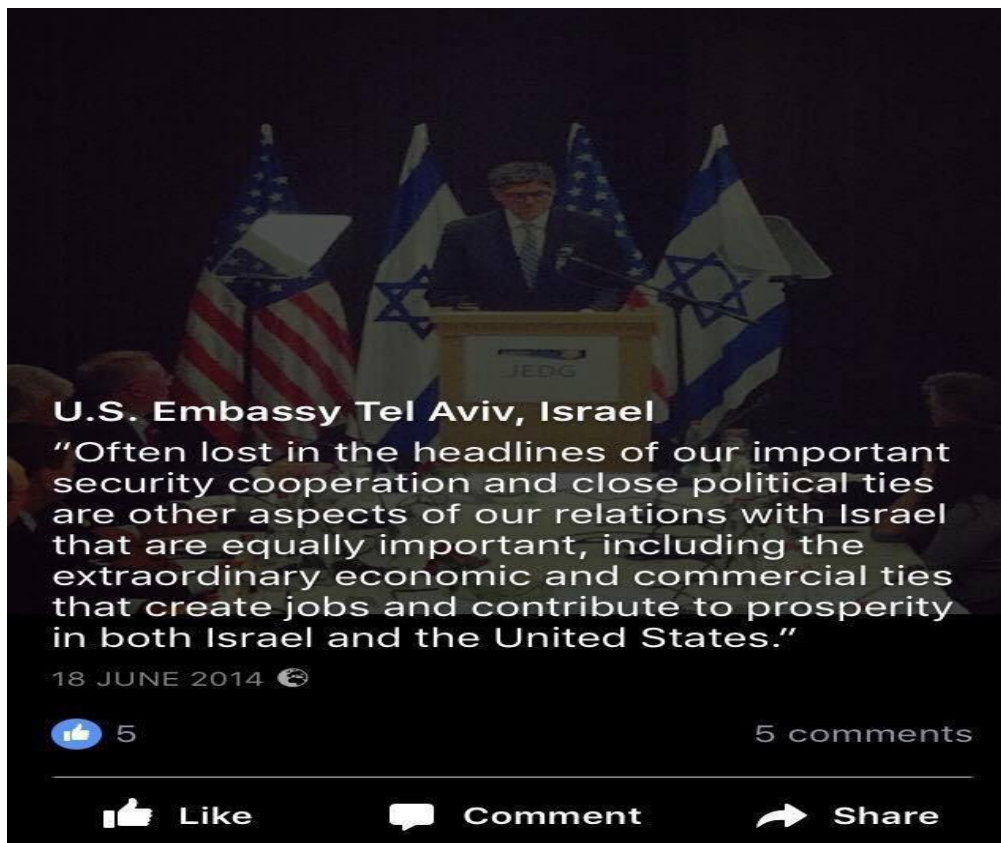 JEDG
U.S. Embassy Tel Aviv, Israel
“Often lost in the headlines of our important
security cooperation and close political ties
are other aspects of our relations with Israel
that are equally important, including the
extraordinary economic and commercial ties
that create jobs and contribute to prosperity
in both Israel and the United States.”
18 JUNE 2014
5 5 comments
Like Comment Share